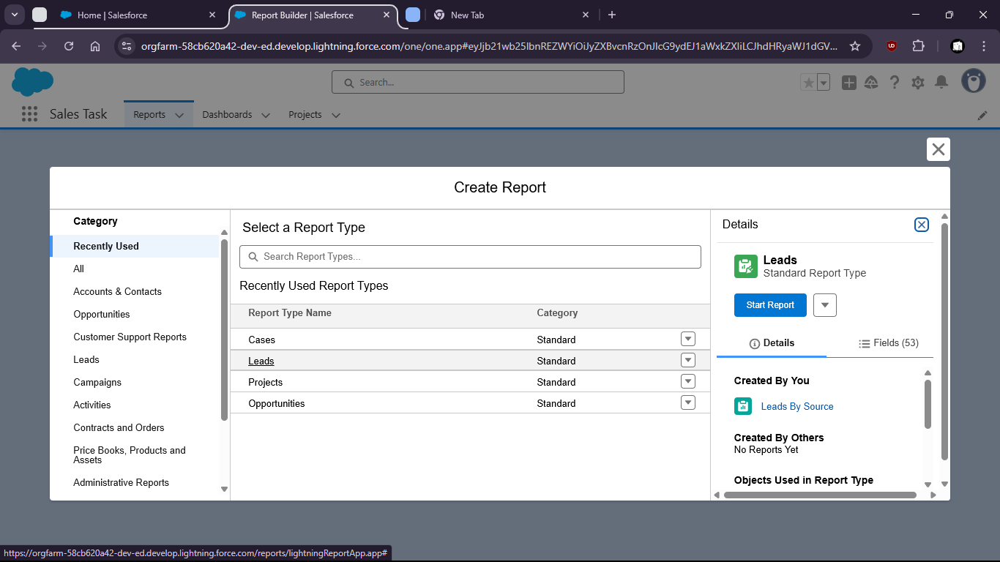 Home | Salesforce
Report Builder | Salesforce
New Tab
orgfarm-58cb620a42-dev-ed.develop.lightning.force.com/one/one.app#eyJjb21wb25lbnREZWYiOiJyZXBvcnRzOnJlcG9ydEJ1aWxkZXIiLCJhdHRyaWJ1dGV...
Search...
Sales Task
Reports
Dashboards
Projects
Create Report
Category
Recently Used
All
Accounts & Contacts
Opportunities
Customer Support Reports
Leads
Campaigns
Activities
Contracts and Orders
Price Books, Products and
Assets
Administrative Reports
Select a Report Type
Search Report Types...
Recently Used Report Types
Report Type Name Category
Cases Standard
Leads Standard
Projects Standard
Opportunities Standard
Details
Leads
Standard Report Type
Start Report
Details
Fields (53)
Created By You
Leads By Source
Created By Others
No Reports Yet
Objects Used in Report Type
https://orgfarm-58cb620a42-dev-ed.develop.lightning.force.com/reports/lightningReportApp.app#